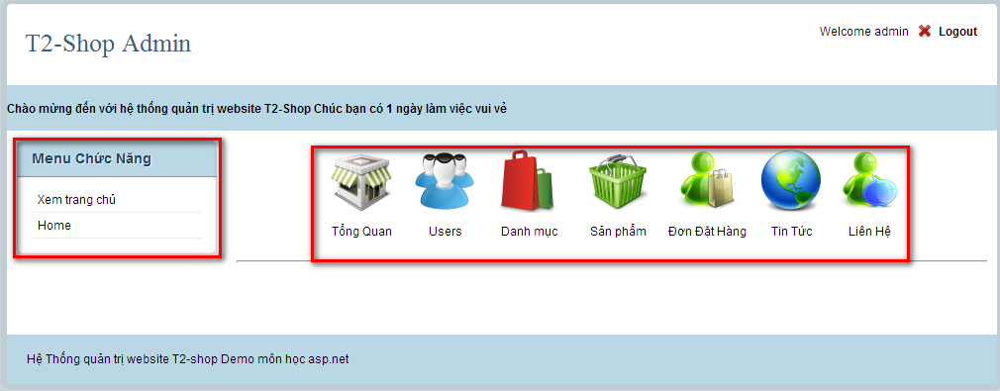 T2-Shop Admin
Welcome admin Logout
Chào mừng đến với hệ thống quản trị website T2-Shop Chúc bạn có 1 ngày làm việc vui vẻ
Menu Chức Năng
Xem trang chủ
Home
Tổng Quan Users Danh mục Sản phẩm Đơn Đặt Hàng Tin Tức Liên Hệ
Hệ Thống quản trị website T2-shop Demo môn học asp.net